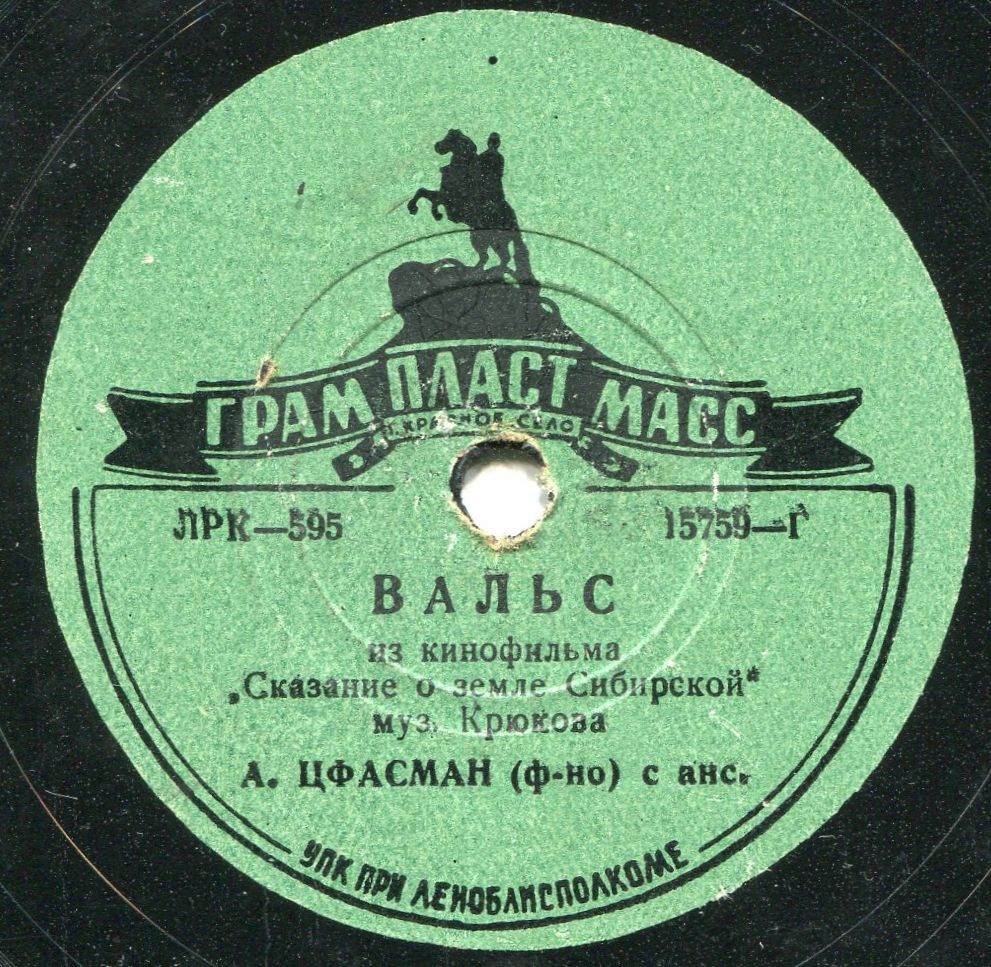 ГРАМ ПЛАСТ МАСС
п. КРАСНОЕ СЕЛО
ЛРК—595
15759—Г
ВАЛЬС
из кинофильма
„Сказание о земле Сибирской“
муз. Крюкова
А. ЦФАСМАН (ф-но) с анс.
УПК ПРИ ЛЕНОБЛИСПОЛКОМЕ